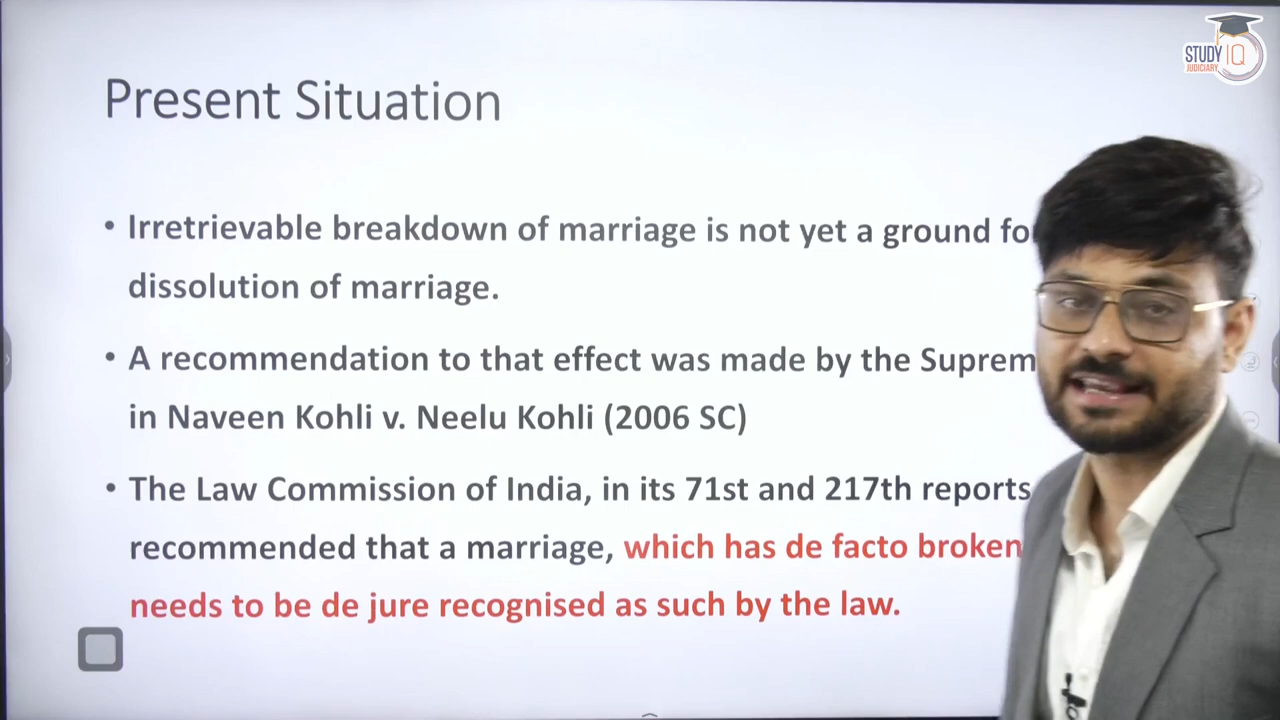 STUDY IQ
JUDICIARY
Present Situation
• Irretrievable breakdown of marriage is not yet a ground fo
dissolution of marriage.
• A recommendation to that effect was made by the Suprem
in Naveen Kohli v. Neelu Kohli (2006 SC)
• The Law Commission of India, in its 71st and 217th reports
recommended that a marriage, which has de facto broken
needs to be de jure recognised as such by the law.